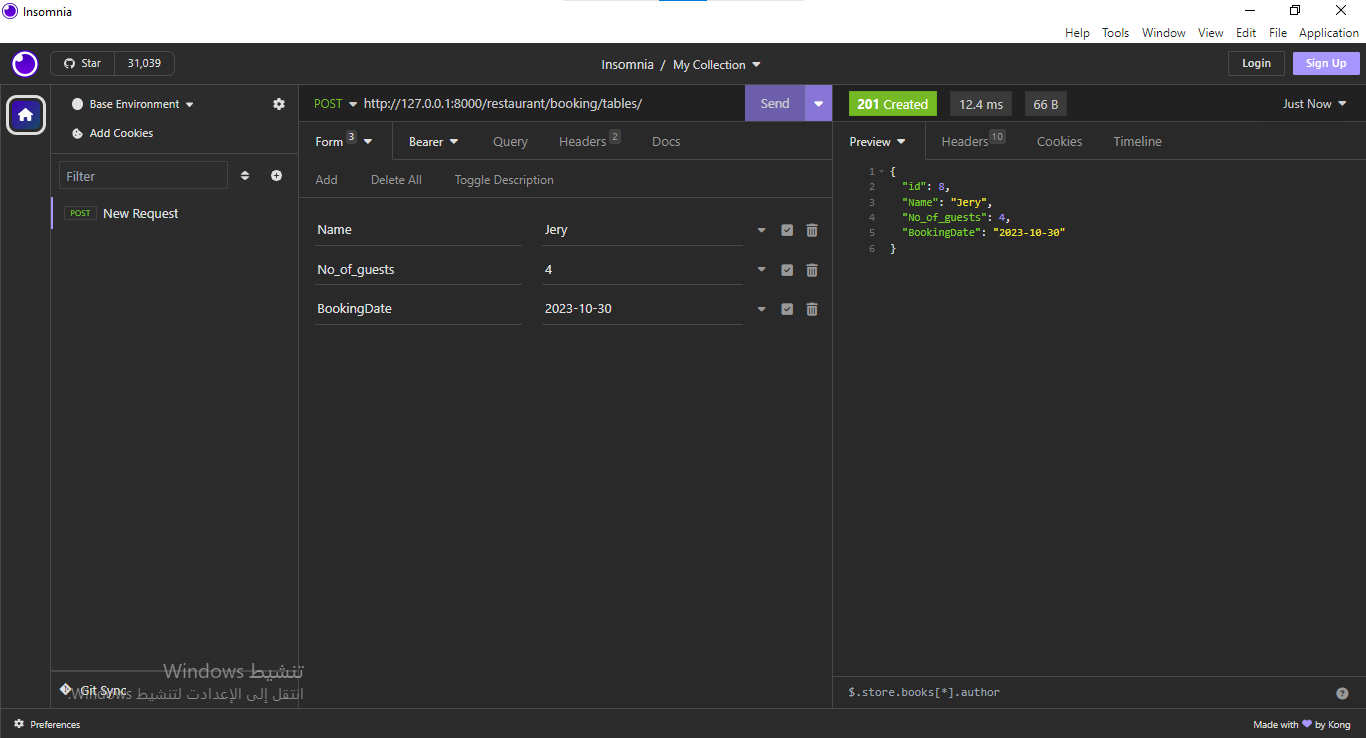 Insomnia
Help Tools Window View Edit File Application
Star 31,039
Insomnia / My Collection
Login Sign Up
Base Environment
Add Cookies
Filter
POST New Request
POST http://127.0.0.1:8000/restaurant/booking/tables/ Send
Form 3 Bearer Query Headers 2 Docs
Add Delete All Toggle Description
Name Jery
No_of_guests 4
BookingDate 2023-10-30
201 Created 12.4 ms 66 B Just Now
Preview Headers 10 Cookies Timeline
1 {
2 "id": 8,
3 "Name": "Jery",
4 "No_of_guests": 4,
5 "BookingDate": "2023-10-30"
6 }
تنشيط Windows
انتقل إلى الإعدادت لتنشيط Windows.
Git Sync
$.store.books[*].author
Preferences
Made with by Kong